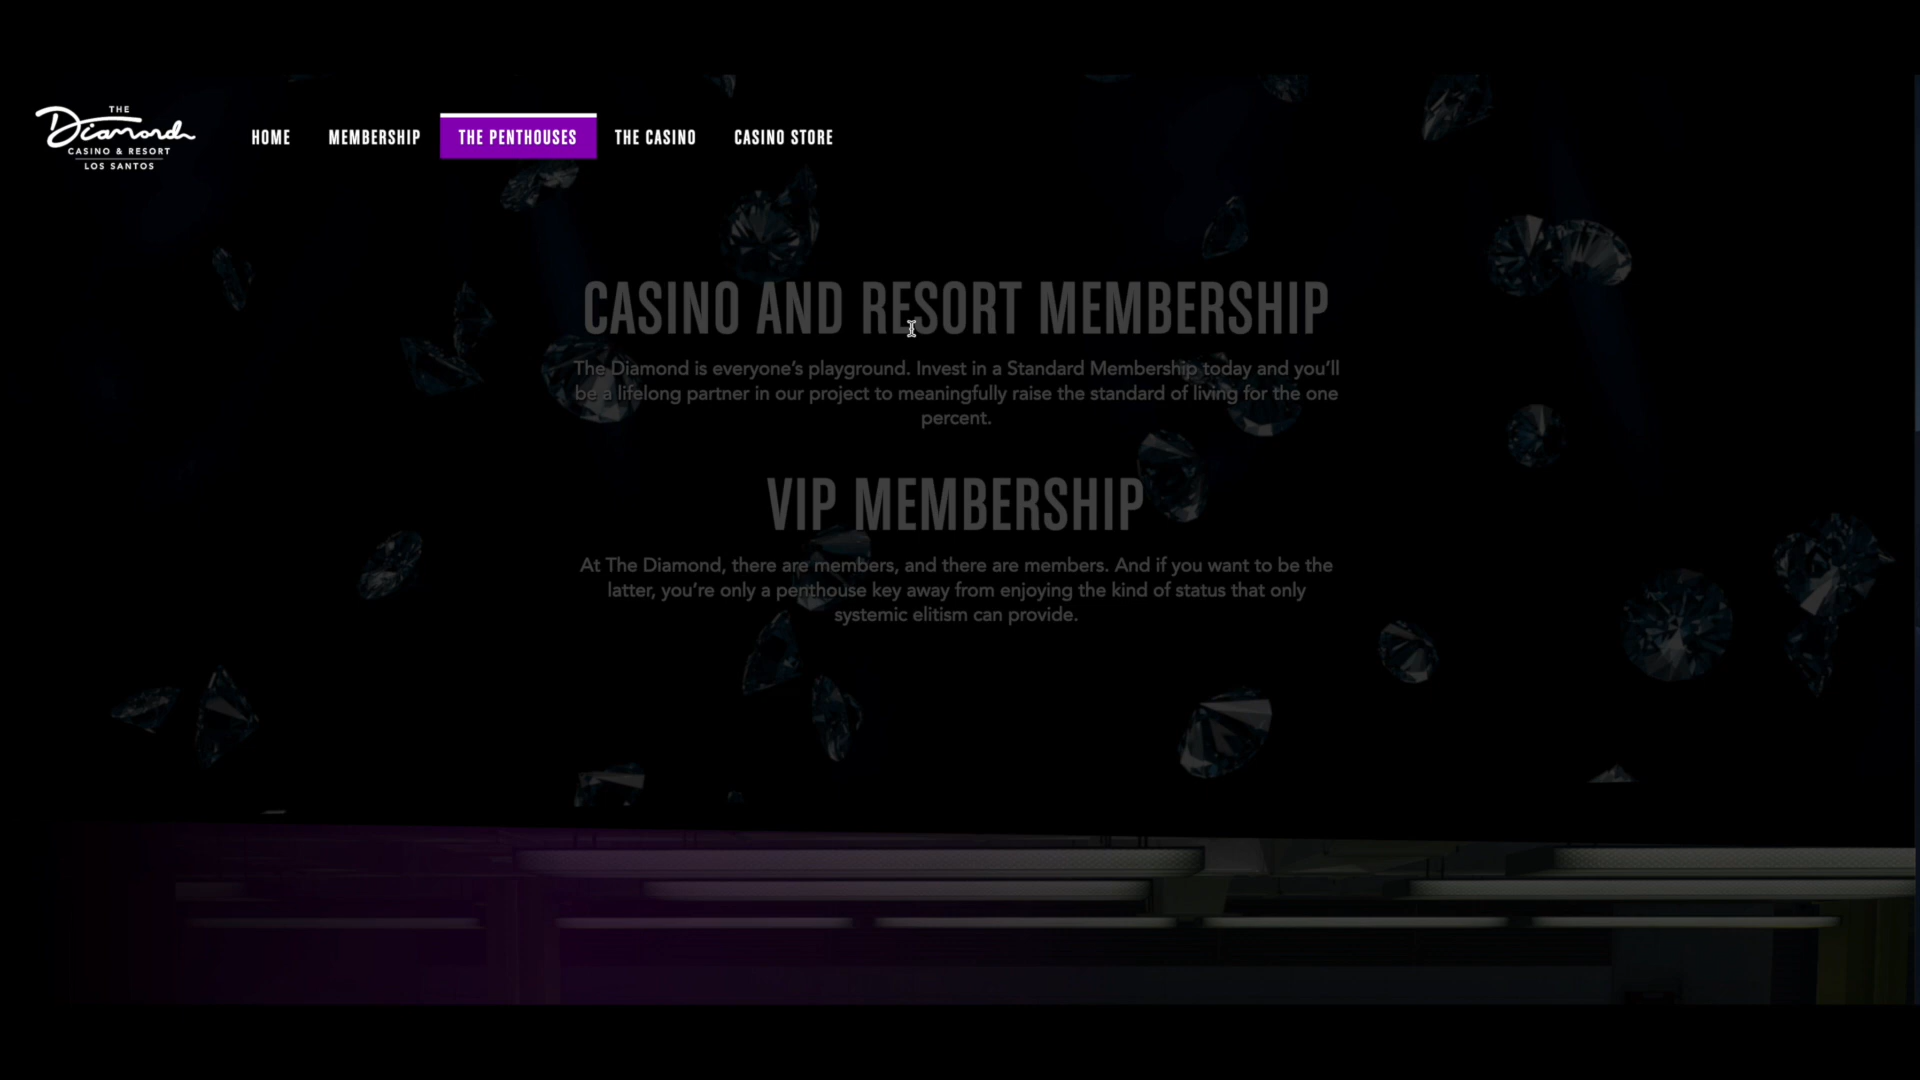 THE
Diamond
CASINO & RESORT
LOS SANTOS
HOME MEMBERSHIP THE PENTHOUSES THE CASINO CASINO STORE
CASINO AND RESORT MEMBERSHIP
The Diamond is everyone’s playground. Invest in a Standard Membership today and you’ll
be a lifelong partner in our project to meaningfully raise the standard of living for the one
percent.
VIP MEMBERSHIP
At The Diamond, there are members, and there are members. And if you want to be the
latter, you’re only a penthouse key away from enjoying the kind of status that only
systemic elitism can provide.